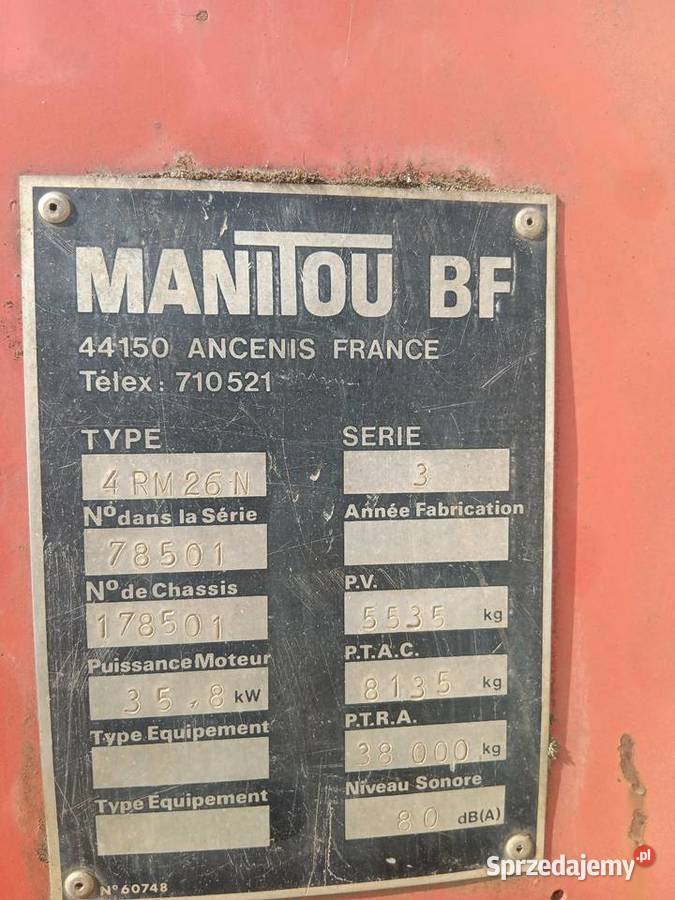 MANITOU BF
44150 ANCENIS FRANCE
Télex : 710521
TYPE
4 RM 26 N
SERIE
3
Nº dans la Série
78501
Année Fabrication
Nº de Chassis
178501
P.V.
5535 kg
Puissance Moteur
35,8 kW
P.T.A.C.
8135 kg
Type Equipement
P.T.R.A.
38 000 kg
Type Equipement
Niveau Sonore
80 dB(A)
Nº 60748
Sprzedajemy.pl